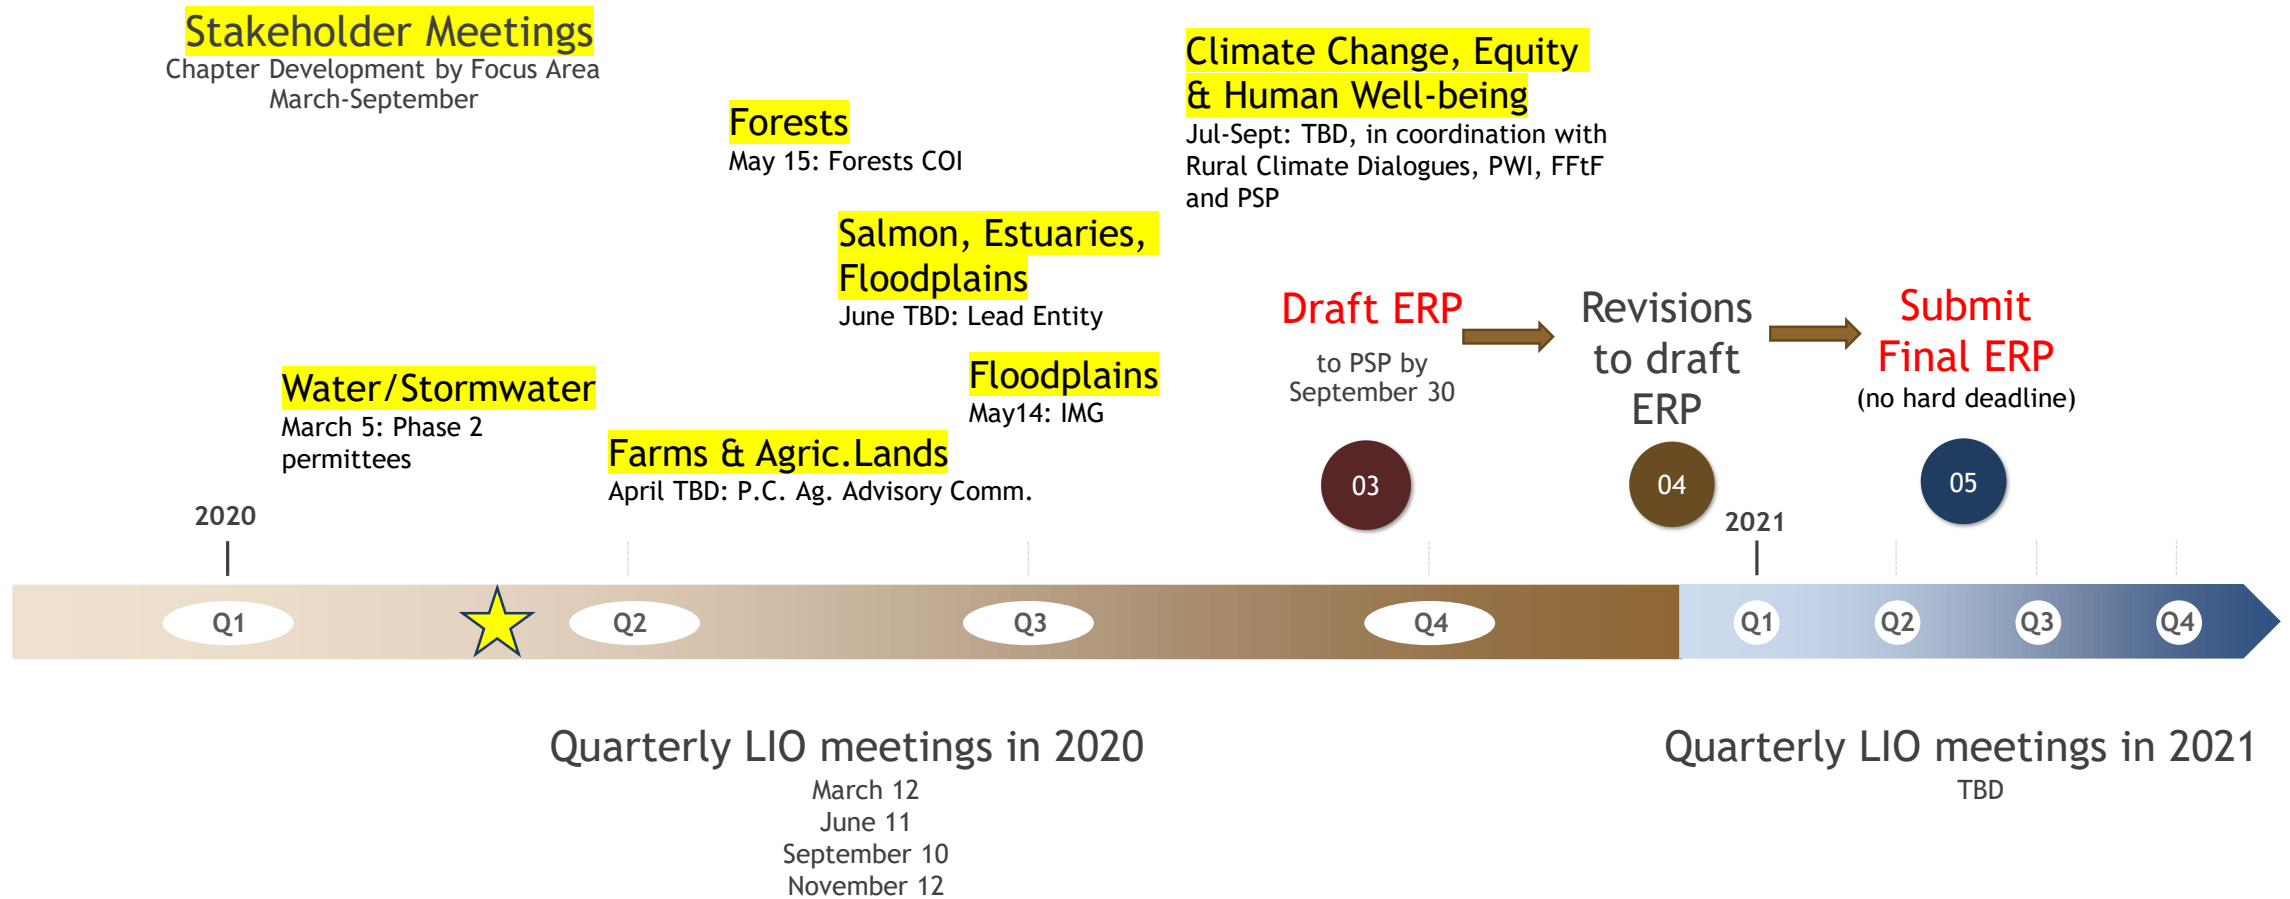 Stakeholder Meetings
Chapter Development by Focus Area
March-September
Climate Change, Equity
& Human Well-being
Jul-Sept: TBD, in coordination with
Rural Climate Dialogues, PWI, FFtF
and PSP
Forests
May 15: Forests COI
Salmon, Estuaries,
Floodplains
June TBD: Lead Entity
Floodplains
May14: IMG
Water/Stormwater
March 5: Phase 2
permittees
Farms & Agric.Lands
April TBD: P.C. Ag. Advisory Comm.
Draft ERP
to PSP by
September 30
Revisions
to draft
ERP
Submit
Final ERP
(no hard deadline)
03
04
05
2020
2021
Q1
Q2
Q3
Q4
Q1
Q2
Q3
Q4
Quarterly LIO meetings in 2020
March 12
June 11
September 10
November 12
Quarterly LIO meetings in 2021
TBD